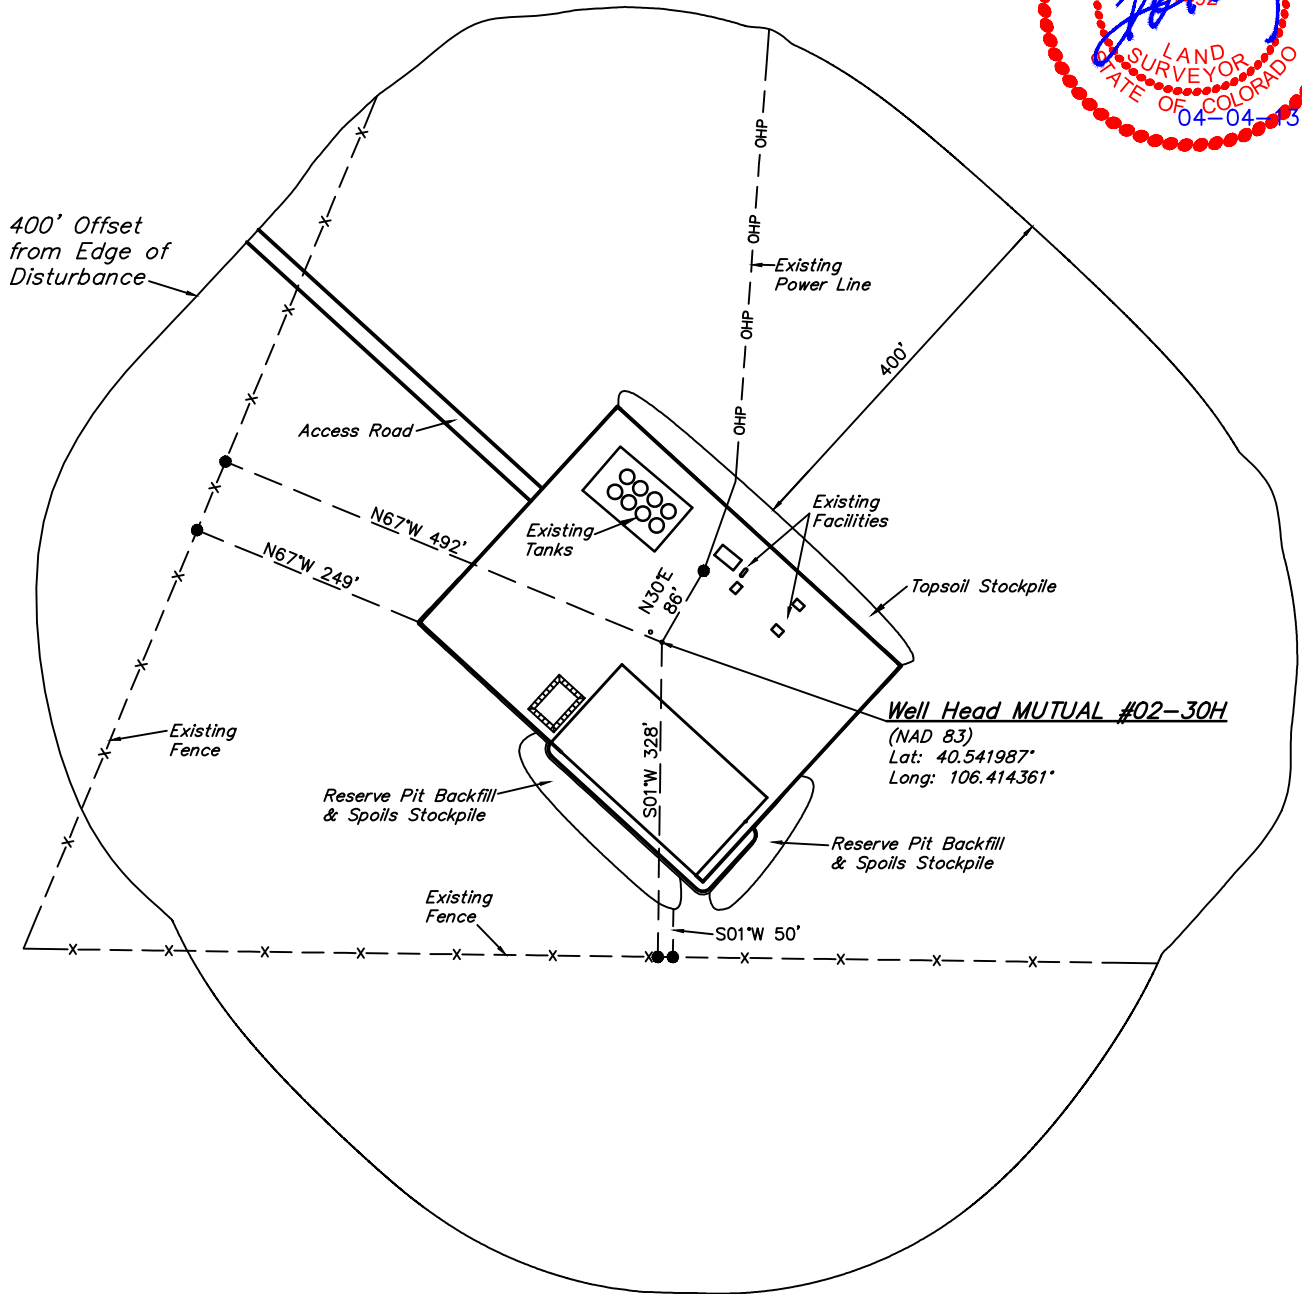 LAND
SURVEYOR
STATE OF COLORADO
04-04-13
400' Offset
from Edge of
Disturbance
OHP
OHP
OHP
OHP
Existing
Power Line
400'
Access Road
Existing
Tanks
Existing
Facilities
N67°W 492'
N67°W 249'
N30°E
86'
Topsoil Stockpile
Well Head MUTUAL #02-30H
(NAD 83)
Lat: 40.541987°
Long: 106.414361°
Existing
Fence
S01°W 328'
Reserve Pit Backfill
& Spoils Stockpile
Reserve Pit Backfill
& Spoils Stockpile
Existing
Fence
S01°W 50'